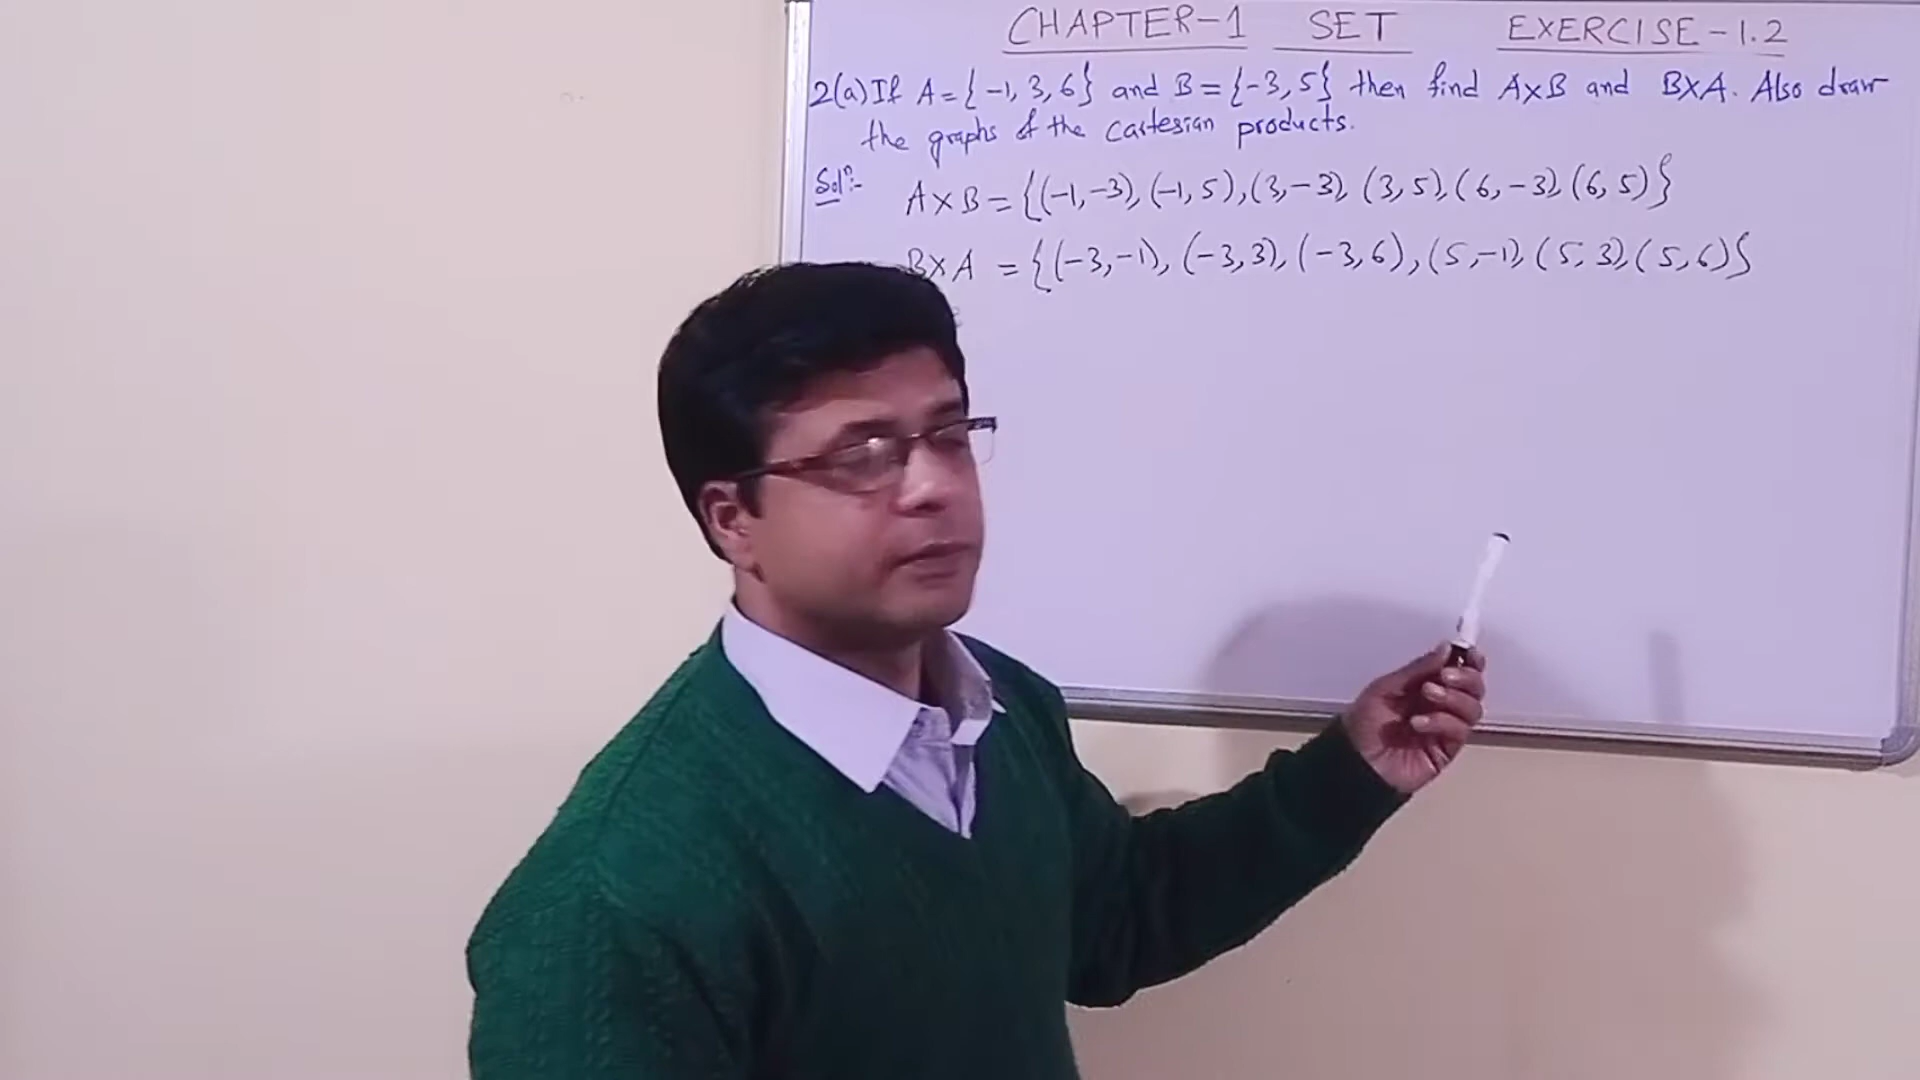 CHAPTER-1 SET EXERCISE-1.2
2(a) If A = {-1, 3, 6} and B = {-3, 5} then find A×B and B×A. Also draw
the graphs of the cartesian products.
Solⁿ:- A×B = {(-1,-3), (-1, 5), (3,-3), (3, 5), (6, -3), (6, 5)}
B×A = {(-3,-1), (-3,3), (-3,6), (5,-1), (5, 3), (5,6)}